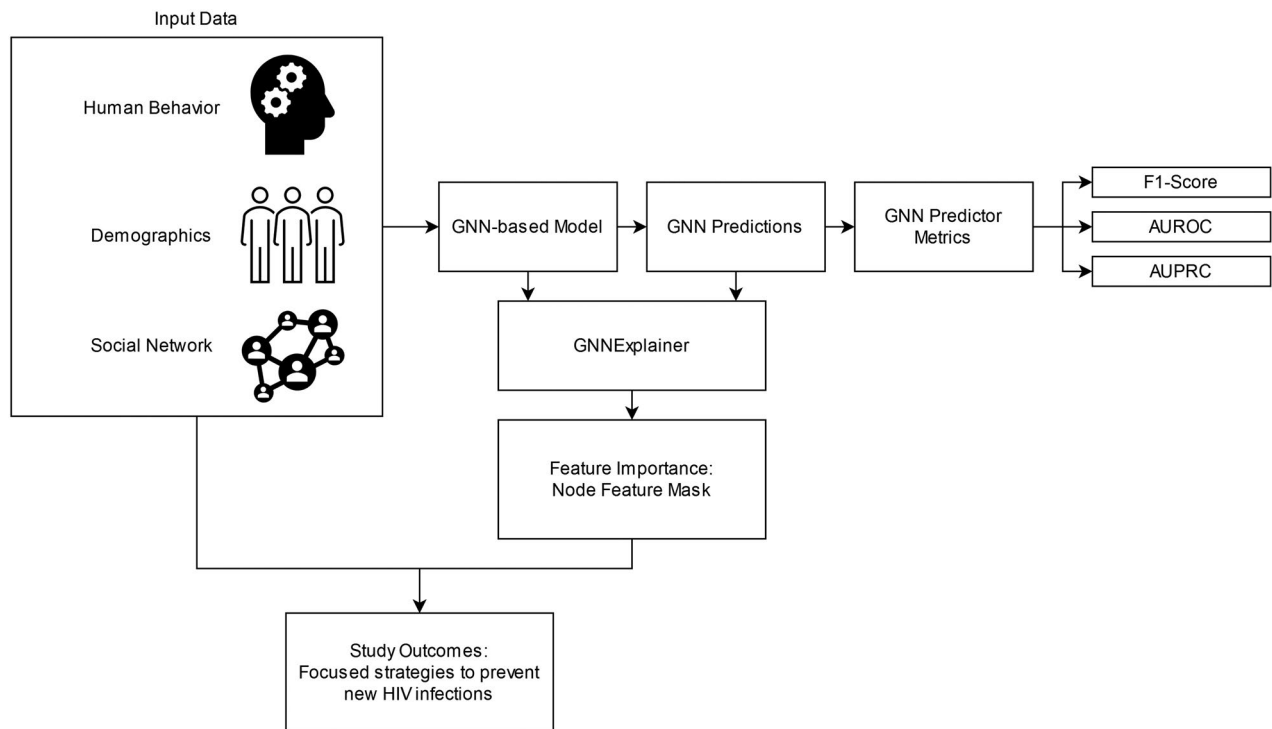 Input Data
Human Behavior
Demographics
Social Network
GNN-based Model
GNN Predictions
GNN Predictor
Metrics
F1-Score
AUROC
AUPRC
GNNExplainer
Feature Importance:
Node Feature Mask
Study Outcomes:
Focused strategies to prevent
new HIV infections